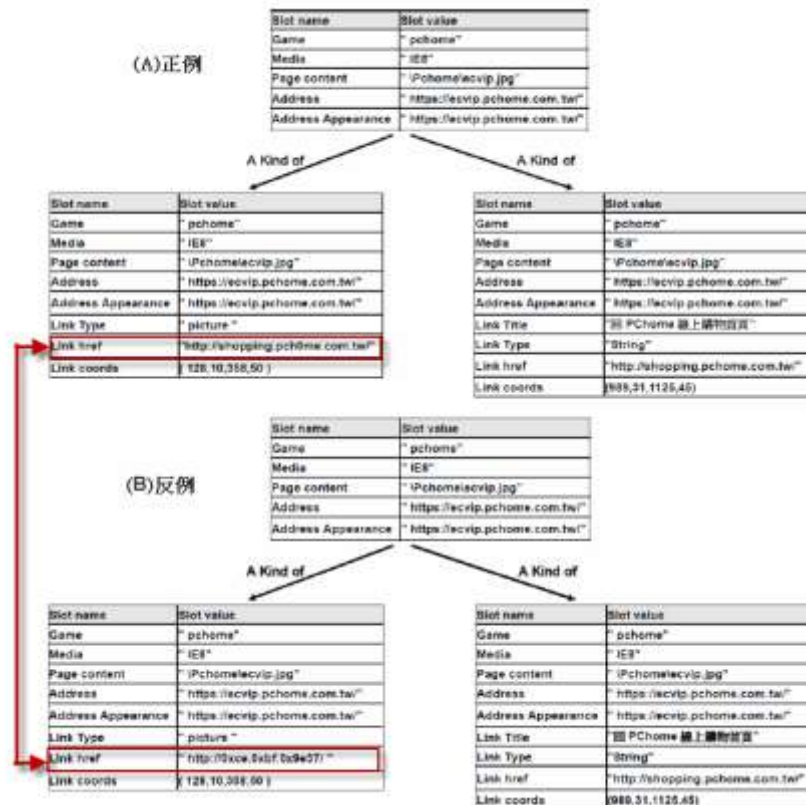 (A)正例
Slot name Slot value
Game " pchome"
Media " IE8"
Page content " \Pchome\ecvip.jpg"
Address " https://ecvip.pchome.com.tw/"
Address Appearance " https://ecvip.pchome.com.tw/"
A Kind of A Kind of
Slot name Slot value
Game " pchome"
Media " IE8"
Page content " \Pchome\ecvip.jpg"
Address " https://ecvip.pchome.com.tw/"
Address Appearance " https://ecvip.pchome.com.tw/"
Link Type " picture "
Link href "http://shopping.pch0me.com.tw/"
Link coords ( 128,10,358,50 )
Slot name Slot value
Game " pchome"
Media " IE8"
Page content " \Pchome\ecvip.jpg"
Address " https://ecvip.pchome.com.tw/"
Address Appearance " https://ecvip.pchome.com.tw/"
Link Title "回 PChome 線上購物首頁"
Link Type "String"
Link href "http://shopping.pchome.com.tw/"
Link coords (989,31,1125,45)
(B)反例
Slot name Slot value
Game " pchome"
Media " IE8"
Page content " \Pchome\ecvip.jpg"
Address " https://ecvip.pchome.com.tw/"
Address Appearance " https://ecvip.pchome.com.tw/"
A Kind of A Kind of
Slot name Slot value
Game " pchome"
Media " IE8"
Page content " \Pchome\ecvip.jpg"
Address " https://ecvip.pchome.com.tw/"
Address Appearance " https://ecvip.pchome.com.tw/"
Link Type " picture "
Link href " http://0xce.0xbf.0x9e37/ "
Link coords ( 128,10,358,50 )
Slot name Slot value
Game " pchome"
Media " IE8"
Page content " \Pchome\ecvip.jpg"
Address " https://ecvip.pchome.com.tw/"
Address Appearance " https://ecvip.pchome.com.tw/"
Link Title "回 PChome 線上購物首頁"
Link Type "String"
Link href "http://shopping.pchome.com.tw/"
Link coords (989,31,1125,45)